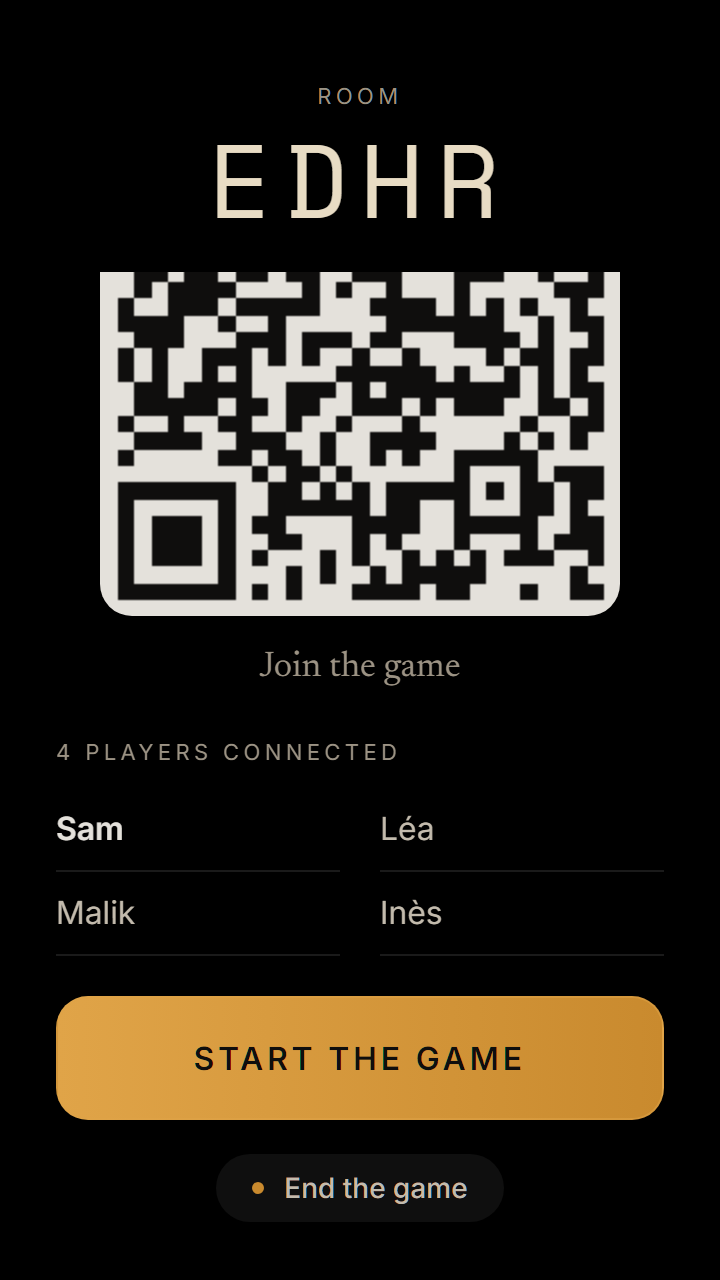 ROOM
EDHR
Join the game
4 PLAYERS CONNECTED
Sam
Léa
Malik
Inès
START THE GAME
End the game